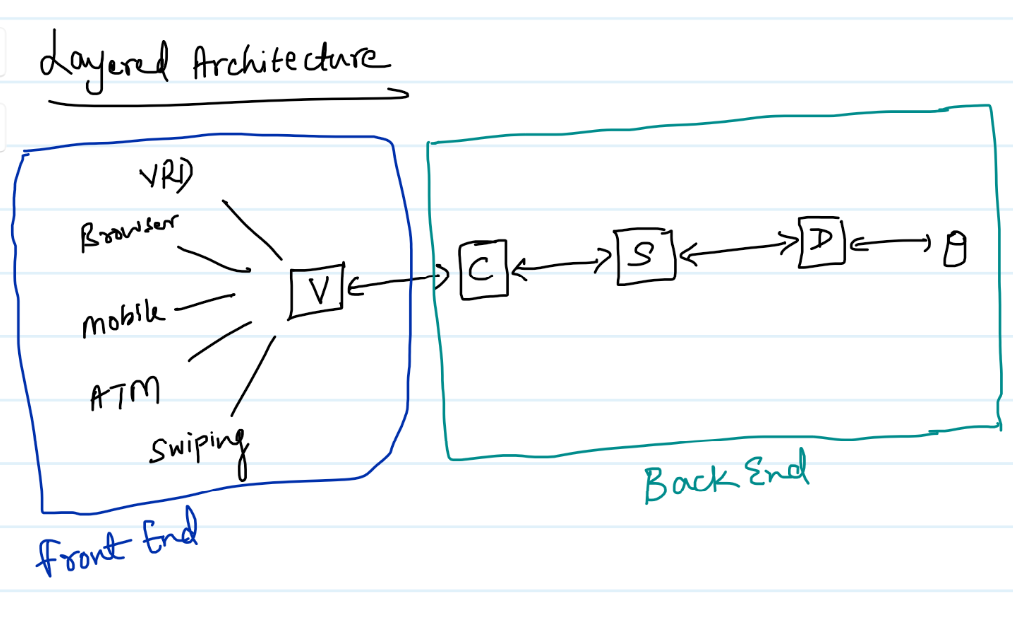 Layered Architecture
VRD
Browser
mobile
ATM
Swiping
V
C
S
D
Front End
Back End